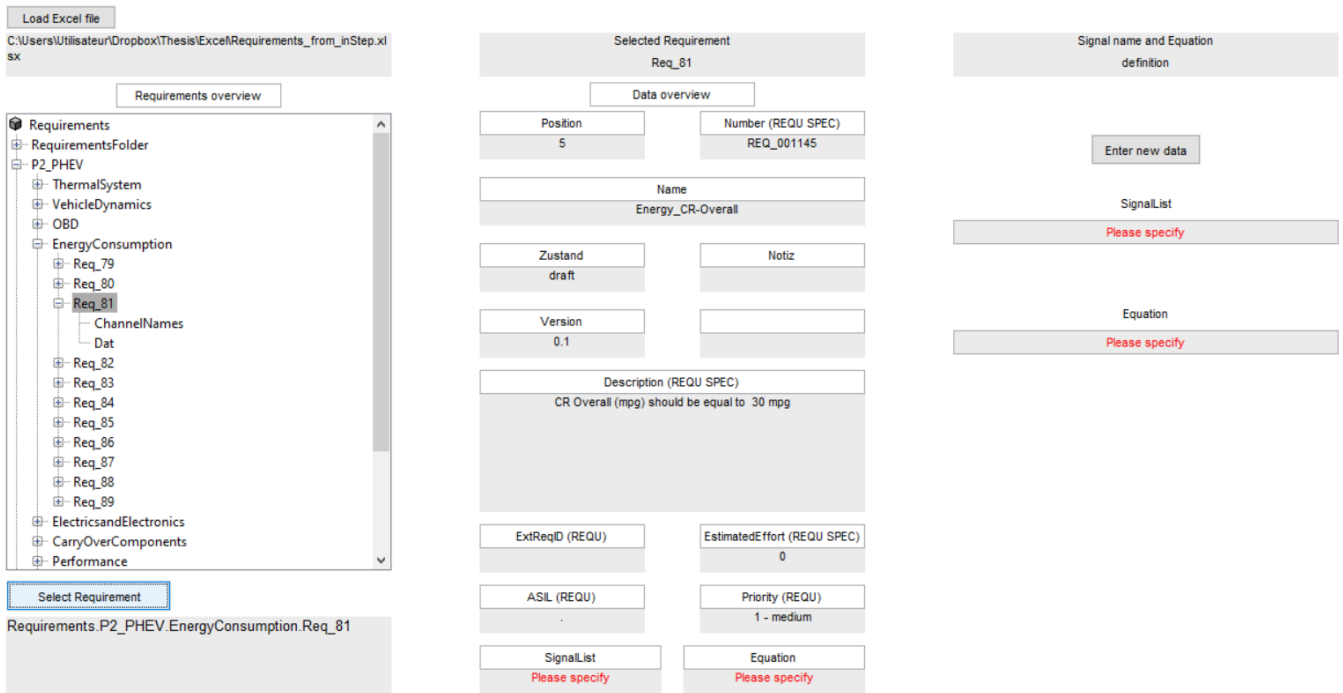 Load Excel file
C:\Users\Utilisateur\Dropbox\Thesis\Excel\Requirements_from_inStep.xl
sx
Requirements overview
Requirements
RequirementsFolder
P2_PHEV
ThermalSystem
VehicleDynamics
OBD
EnergyConsumption
Req_79
Req_80
Req_81
ChannelNames
Dat
Req_82
Req_83
Req_84
Req_85
Req_86
Req_87
Req_88
Req_89
ElectricsandElectronics
CarryOverComponents
Performance
Select Requirement
Requirements.P2_PHEV.EnergyConsumption.Req_81
Selected Requirement
Req_81
Data overview
Position
5
Number (REQU SPEC)
REQ_001145
Name
Energy_CR-Overall
Zustand
draft
Notiz
Version
0.1
Description (REQU SPEC)
CR Overall (mpg) should be equal to  30 mpg
ExtReqID (REQU)
EstimatedEffort (REQU SPEC)
0
ASIL (REQU)
.
Priority (REQU)
1 - medium
SignalList
Please specify
Equation
Please specify
Signal name and Equation
definition
Enter new data
SignalList
Please specify
Equation
Please specify